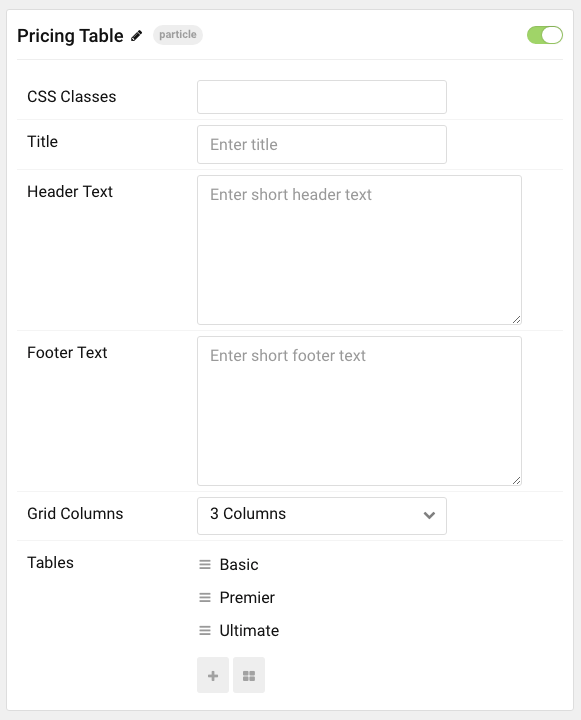 Pricing Table particle
CSS Classes
Title Enter title
Header Text Enter short header text
Footer Text Enter short footer text
Grid Columns 3 Columns
Tables Basic
Premier
Ultimate